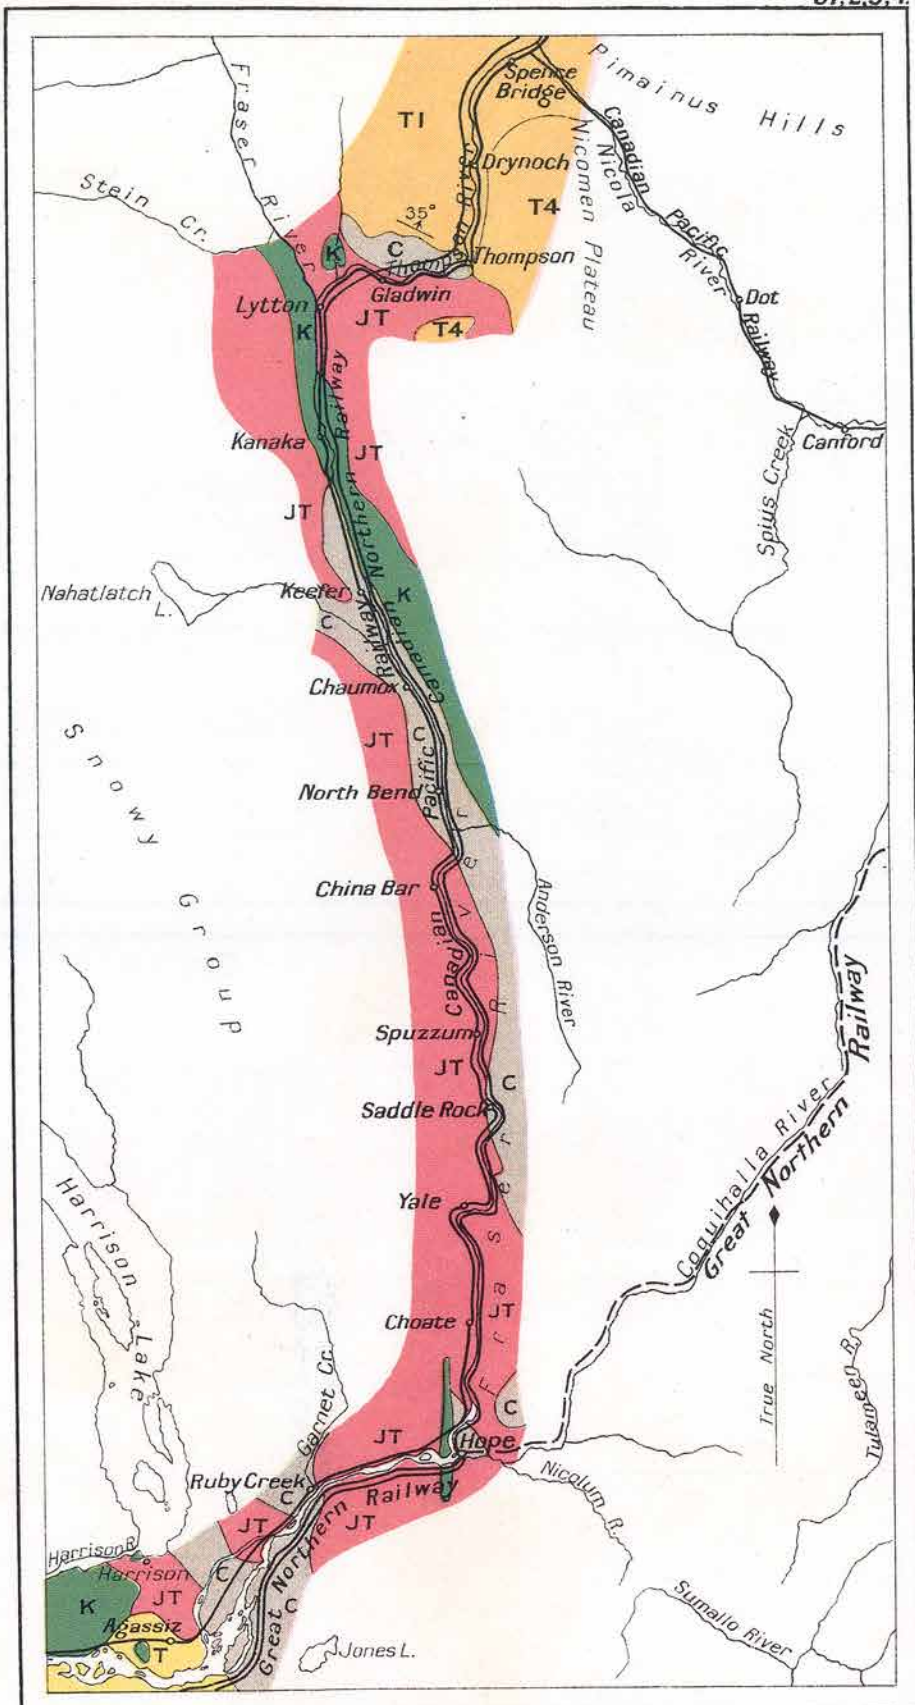 Pimainus Hills
Spence
Bridge
Fraser River
T1
Canadian
Nicola
Drynoch
Stein Cr.
Nicomen Plateau
T4
35°
Pacific
River
C
K
Thompson River
Thompson
Dot
Gladwin
Lytton
JT
K
T4
Railway
Railway
Kanaka
Canford
JT
Spius Creek
JT
Northern
Nahatlatch
L.
Keefer
K
C
Railway
Canadian
Chaumox
Snowy Group
JT
C
Pacific
North Bend
China Bar
Anderson River
Canadian
Railway
Spuzzum
JT
C
Saddle Rock
Coquihalla River
Great Northern
Harrison Lake
Yale
Fraser River
Choate
JT
True North
Tulameen R.
Garnet Cr.
C
JT
Hope
Ruby Creek
Nicolum R.
C
Railway
JT
JT
Harrison R.
Harrison
C
Northern
JT
Sumallo River
K
C
Agassiz
T
Great
Jones L.